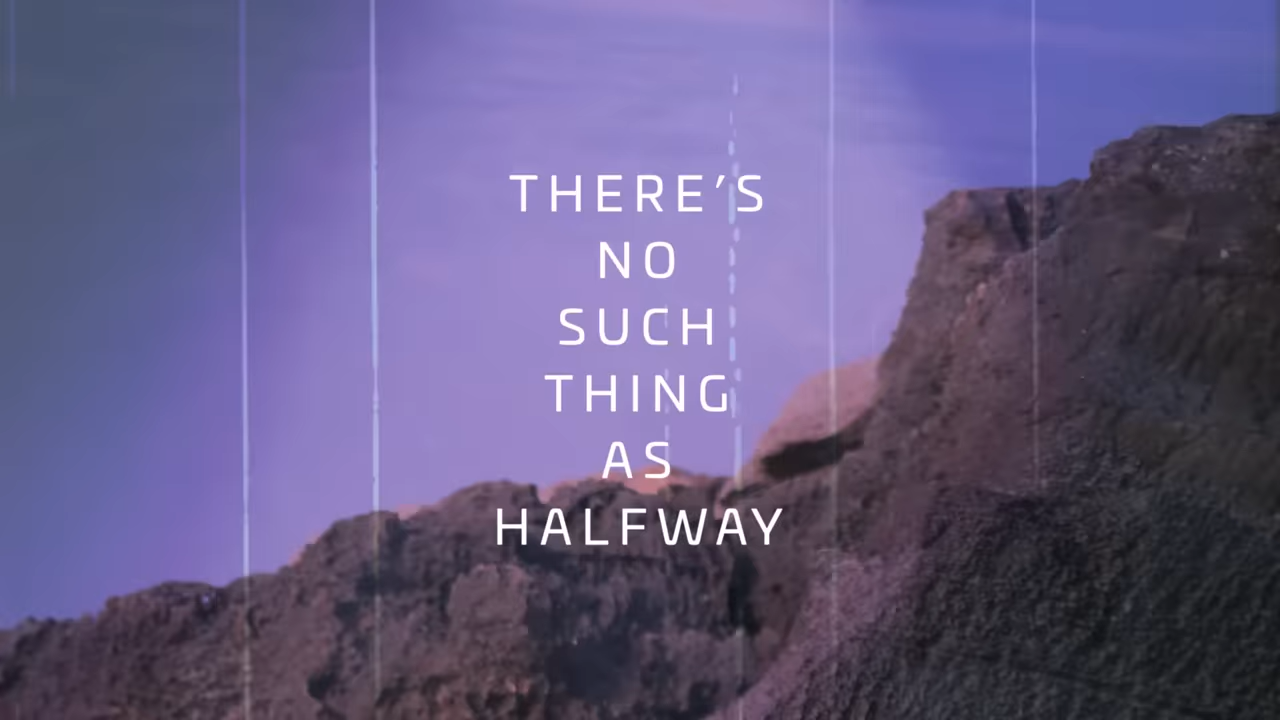 THERE’S
NO
SUCH
THING
AS
HALFWAY